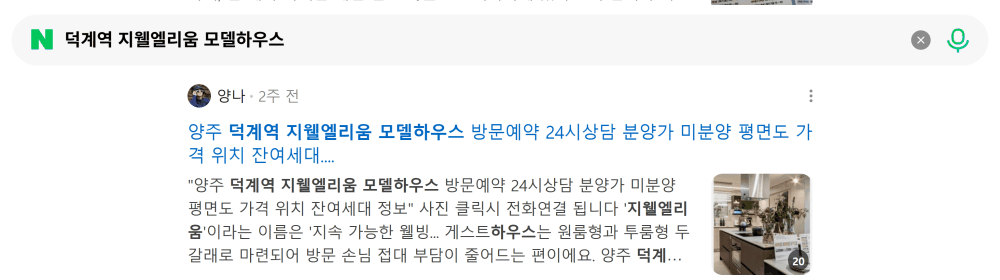 덕계역 지웰엘리움 모델하우스
양나 · 2주 전
양주 덕계역 지웰엘리움 모델하우스 방문예약 24시상담 분양가 미분양 평면도 가
격 위치 잔여세대....
"양주 덕계역 지웰엘리움 모델하우스 방문예약 24시상담 분양가 미분양
평면도 가격 위치 잔여세대 정보" 사진 클릭시 전화연결 됩니다 '지웰엘리
움'이라는 이름은 '지속 가능한 웰빙... 게스트하우스는 원룸형과 투룸형 두
갈래로 마련되어 방문 손님 접대 부담이 줄어드는 편이에요. 양주 덕계...
20